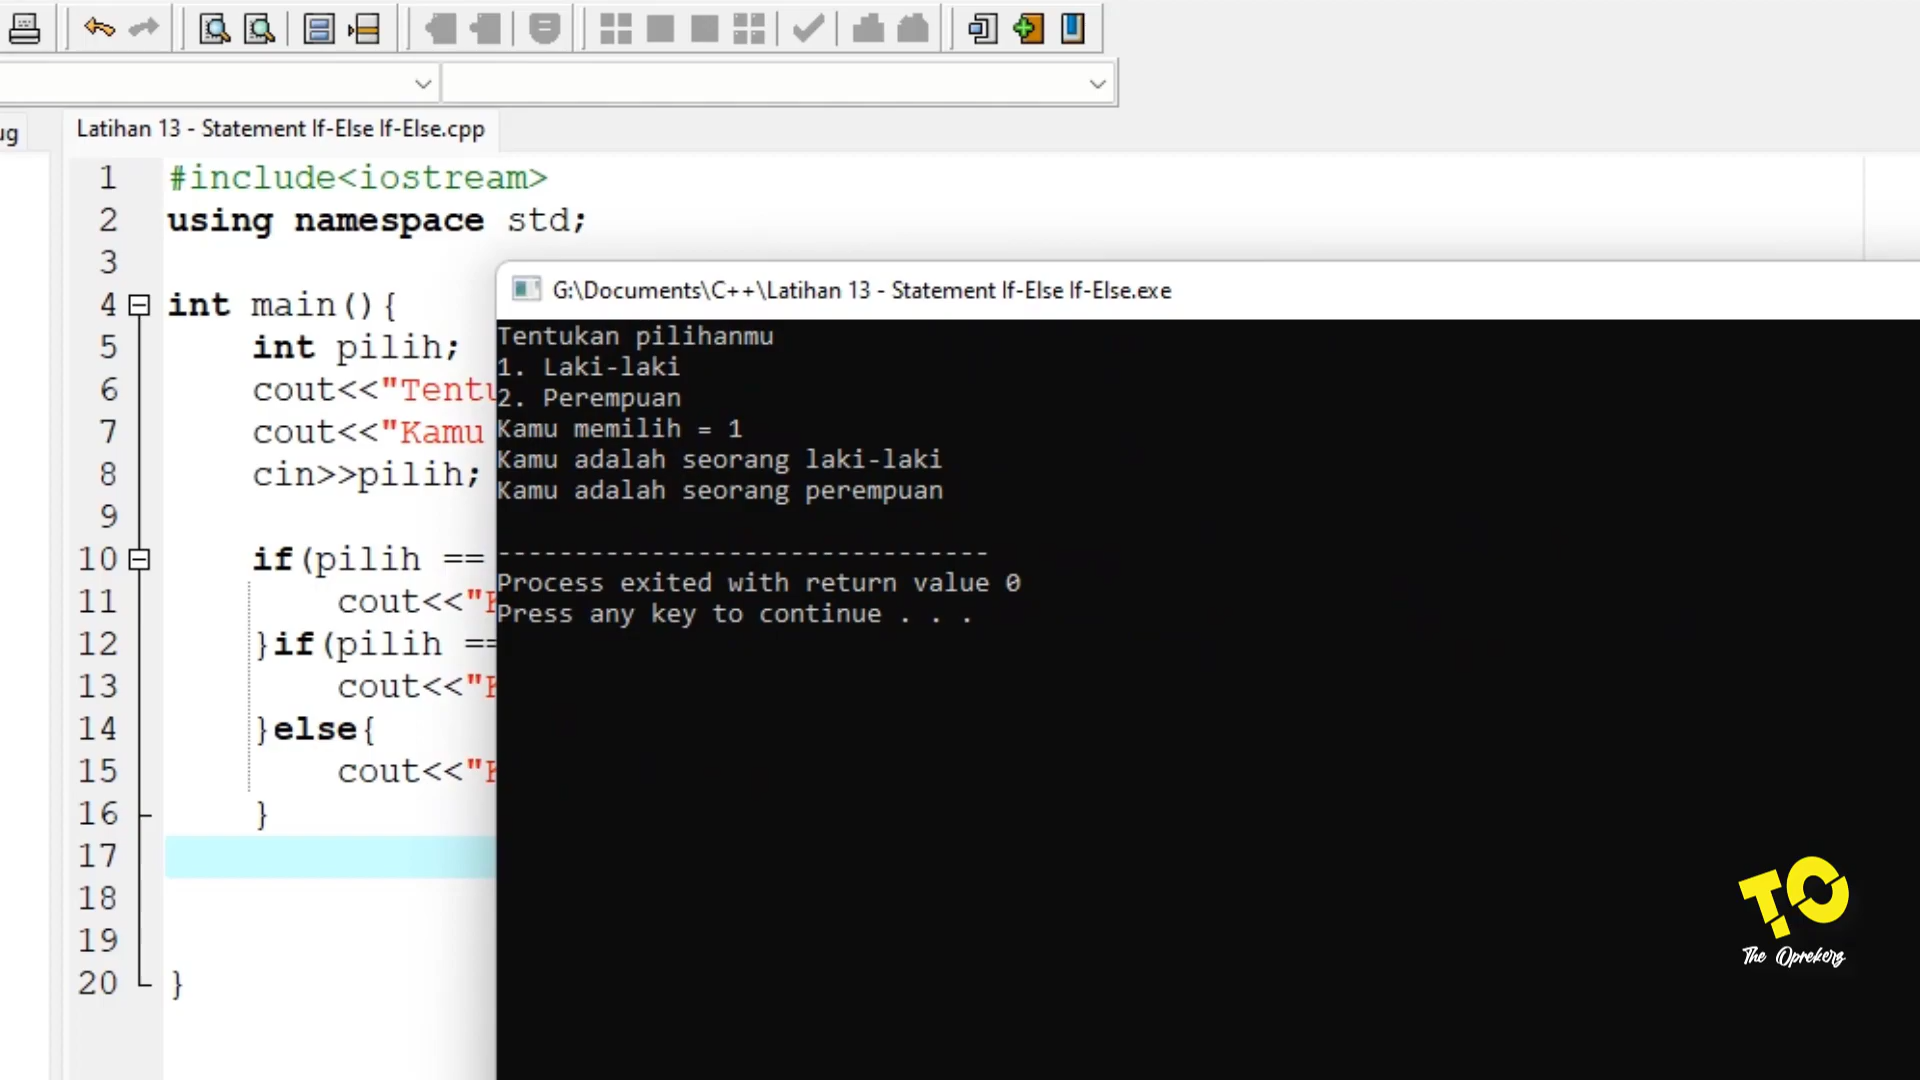 ug
Latihan 13 - Statement If-Else If-Else.cpp
1 #include<iostream>
2 using namespace std;
3
4 int main(){
5 int pilih;
6 cout<<"Tentu
7 cout<<"Kamu
8 cin>>pilih;
9
10 if(pilih ==
11 cout<<"K
12 }if(pilih ==
13 cout<<"K
14 }else{
15 cout<<"K
16 }
17
18
19
20 }
G:\Documents\C++\Latihan 13 - Statement If-Else If-Else.exe
Tentukan pilihanmu
1. Laki-laki
2. Perempuan
Kamu memilih = 1
Kamu adalah seorang laki-laki
Kamu adalah seorang perempuan
--------------------------------
Process exited with return value 0
Press any key to continue . . .
TO
The Oprekerz